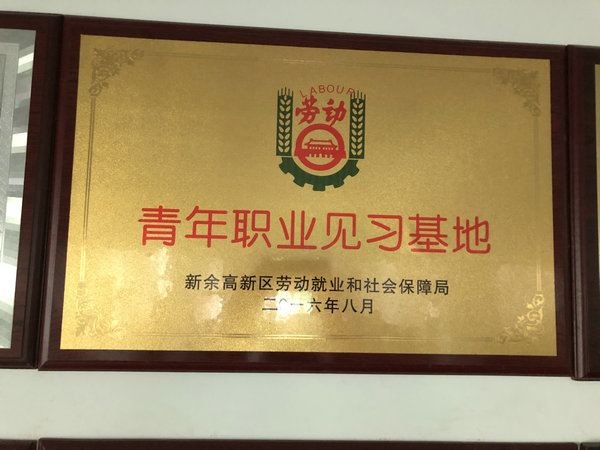 LABOUR
劳动
青年职业见习基地
新余高新区劳动就业和社会保障局
二〇一六年八月